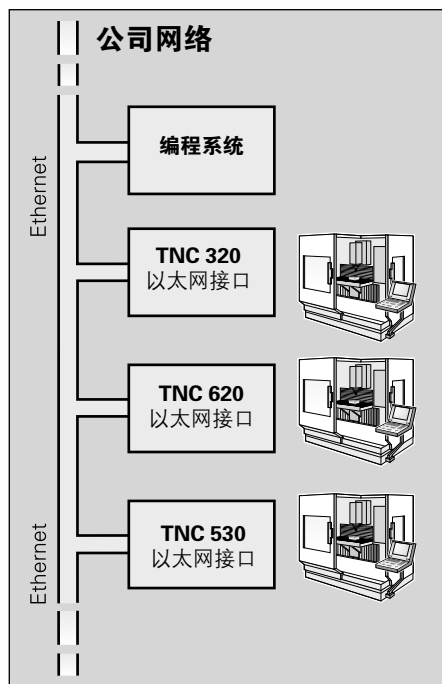 公司网络
Ethernet
编程系统
TNC 320
以太网接口
TNC 620
以太网接口
TNC 530
以太网接口
Ethernet